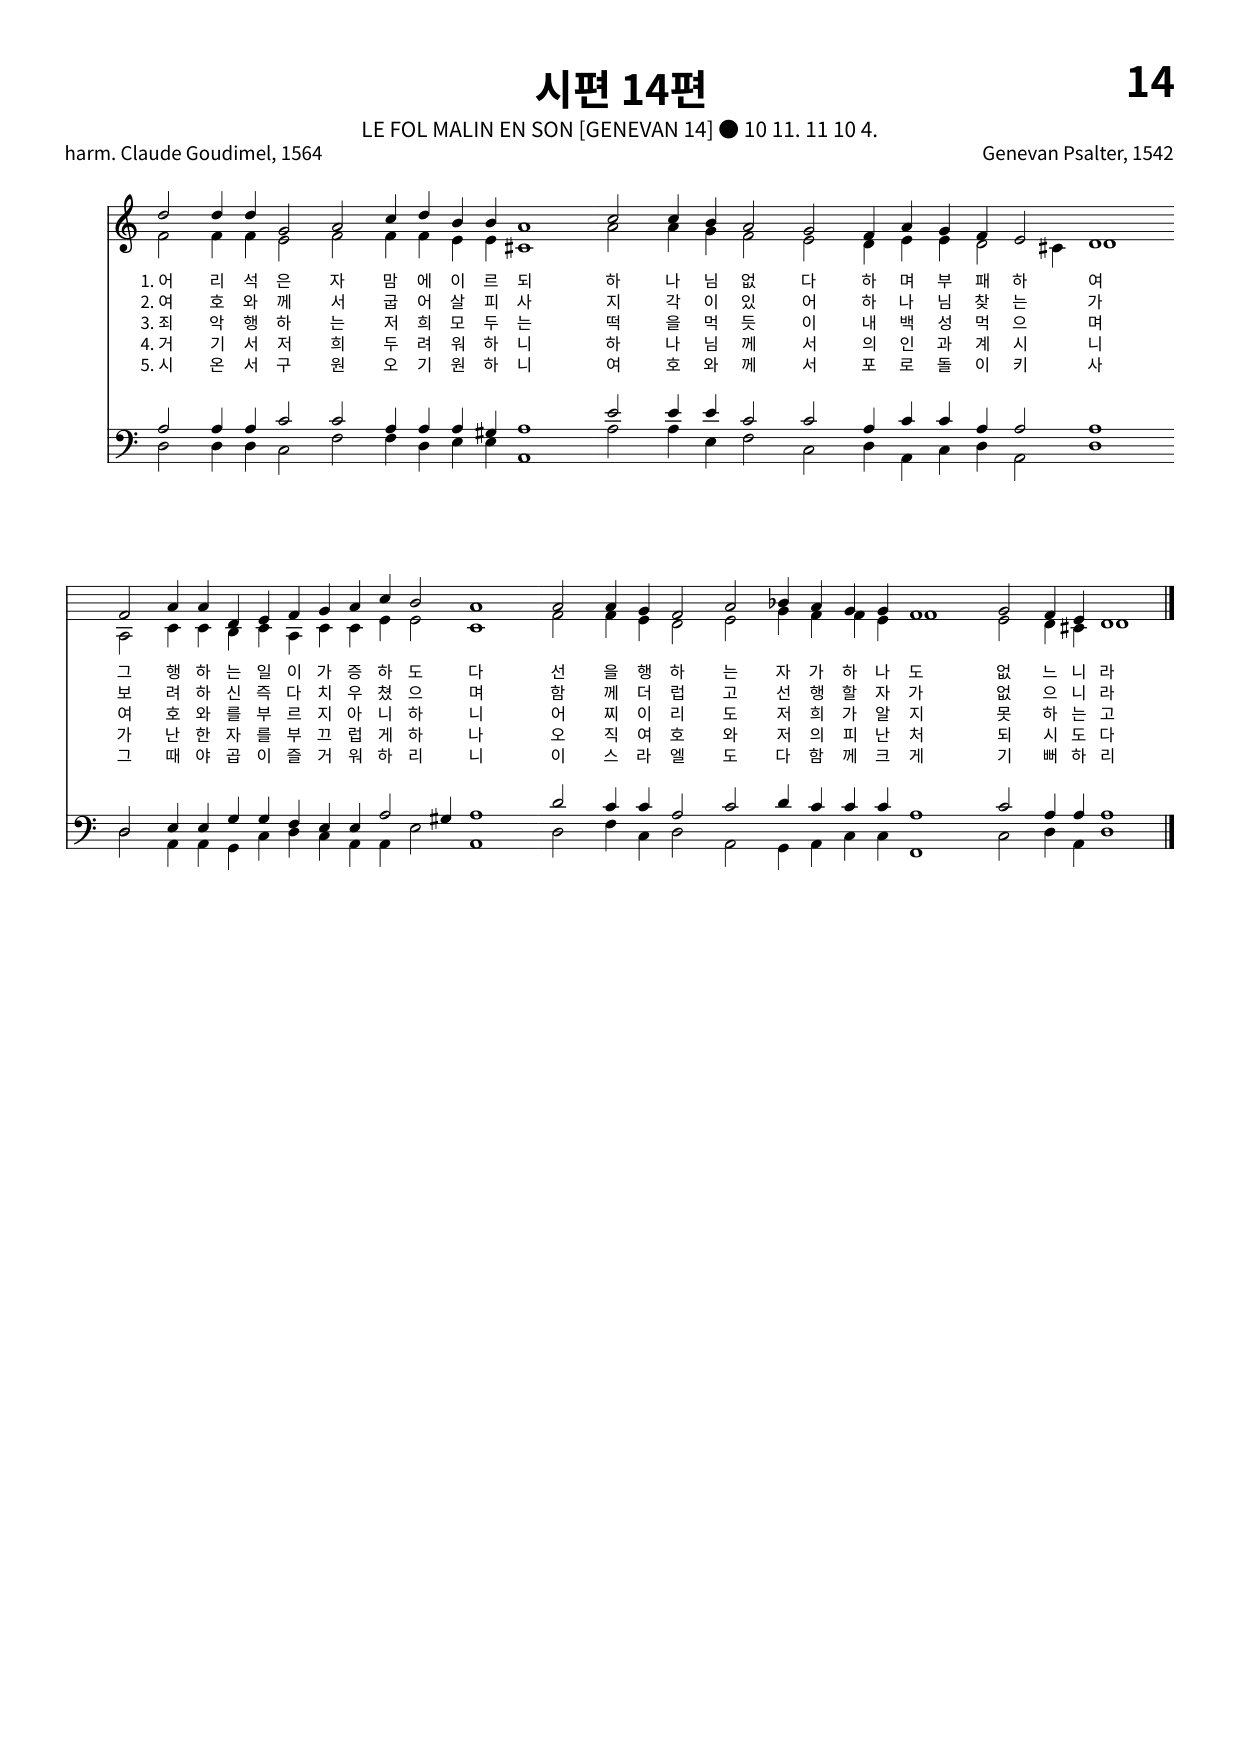 시편 14편
14
LE FOL MALIN EN SON [GENEVAN 14] ● 10 11. 11 10 4.
harm. Claude Goudimel, 1564
Genevan Psalter, 1542
1. 어 리 석 은 자 맘 에 이 르 되 하 나 님 없 다 하 며 부 패 하 여
2. 여 호 와 께 서 굽 어 살 피 사 지 각 이 있 어 하 나 님 찾 는 가
3. 죄 악 행 하 는 저 희 모 두 는 떡 을 먹 듯 이 내 백 성 먹 으 며
4. 거 기 서 저 희 두 려 워 하 니 하 나 님 께 서 의 인 과 계 시 니
5. 시 온 서 구 원 오 기 원 하 니 여 호 와 께 서 포 로 돌 이 키 사
그 행 하 는 일 이 가 증 하 도 다 선 을 행 하 는 자 가 하 나 도 없 느 니 라
보 려 하 신 즉 다 치 우 쳤 으 며 함 께 더 럽 고 선 행 할 자 가 없 으 니 라
여 호 와 를 부 르 지 아 니 하 니 어 찌 이 리 도 저 희 가 알 지 못 하 는 고
가 난 한 자 를 부 끄 럽 게 하 나 오 직 여 호 와 저 의 피 난 처 되 시 도 다
그 때 야 곱 이 즐 거 워 하 리 니 이 스 라 엘 도 다 함 께 크 게 기 뻐 하 리